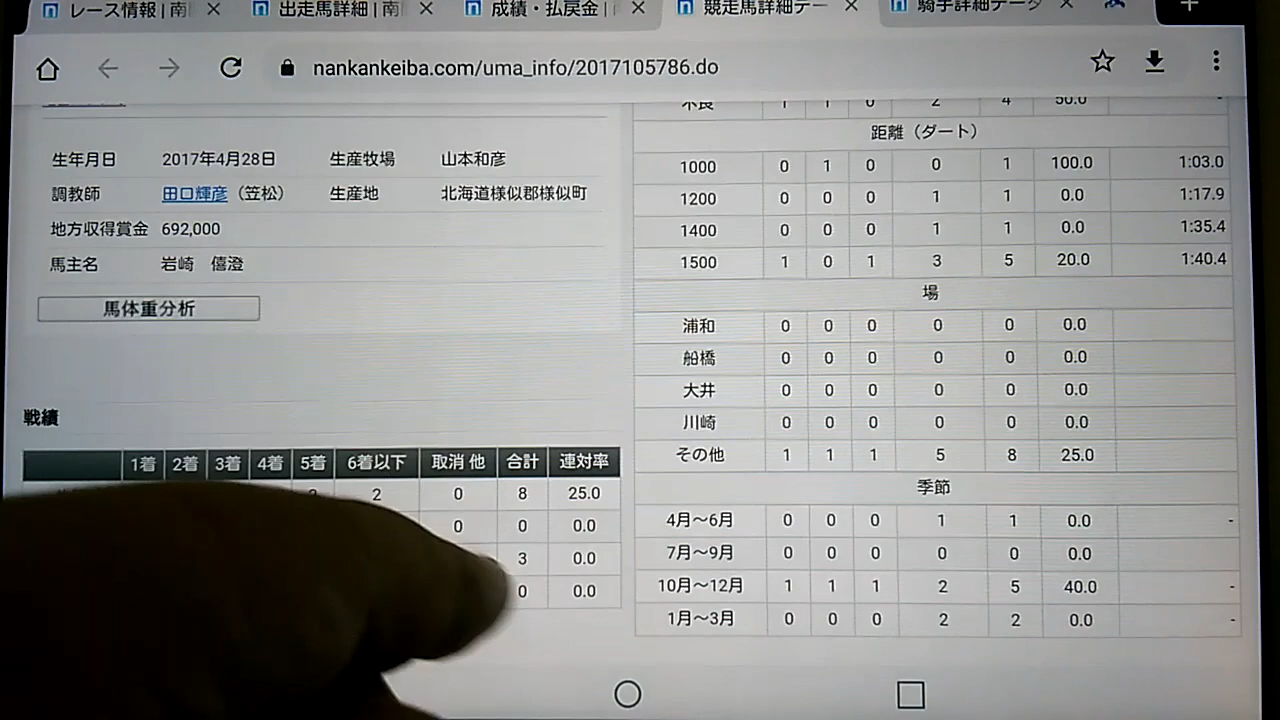 レース情報 | 南 ×
出走馬詳細 | 南 ×
成績・払戻金 | ×
競走馬詳細デー ×
騎手詳細データ × +
nankankeiba.com/uma_info/2017105786.do
生年月日 2017年4月28日 生産牧場 山本和彦
調教師 田口輝彦（笠松） 生産地 北海道様似郡様似町
地方収得賞金 692,000
馬主名 岩崎 僖澄
馬体重分析
戦績
1着 2着 3着 4着 5着 6着以下 取消 他 合計 連対率
2 0 8 25.0
0 0 0.0
3 0.0
0 0.0
不良 1 1 0 2 4 50.0 -
距離（ダート）
1000 0 1 0 0 1 100.0 1:03.0
1200 0 0 0 1 1 0.0 1:17.9
1400 0 0 0 1 1 0.0 1:35.4
1500 1 0 1 3 5 20.0 1:40.4
場
浦和 0 0 0 0 0 0.0
船橋 0 0 0 0 0 0.0
大井 0 0 0 0 0 0.0
川崎 0 0 0 0 0 0.0
その他 1 1 1 5 8 25.0
季節
4月～6月 0 0 0 1 1 0.0 -
7月～9月 0 0 0 0 0 0.0
10月～12月 1 1 1 2 5 40.0 -
1月～3月 0 0 0 2 2 0.0 -